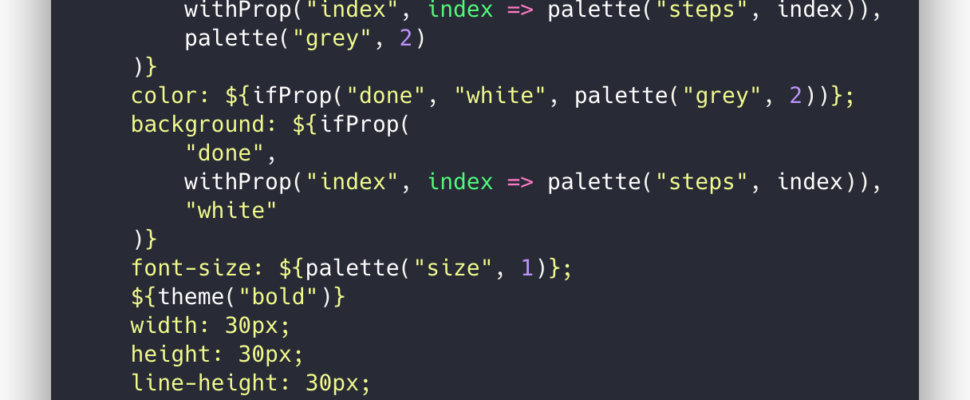 withProp("index", index => palette("steps", index)),
palette("grey", 2)
)}
color: ${ifProp("done", "white", palette("grey", 2))};
background: ${ifProp(
"done",
withProp("index", index => palette("steps", index)),
"white"
)}
font-size: ${palette("size", 1)};
${theme("bold")}
width: 30px;
height: 30px;
line-height: 30px;